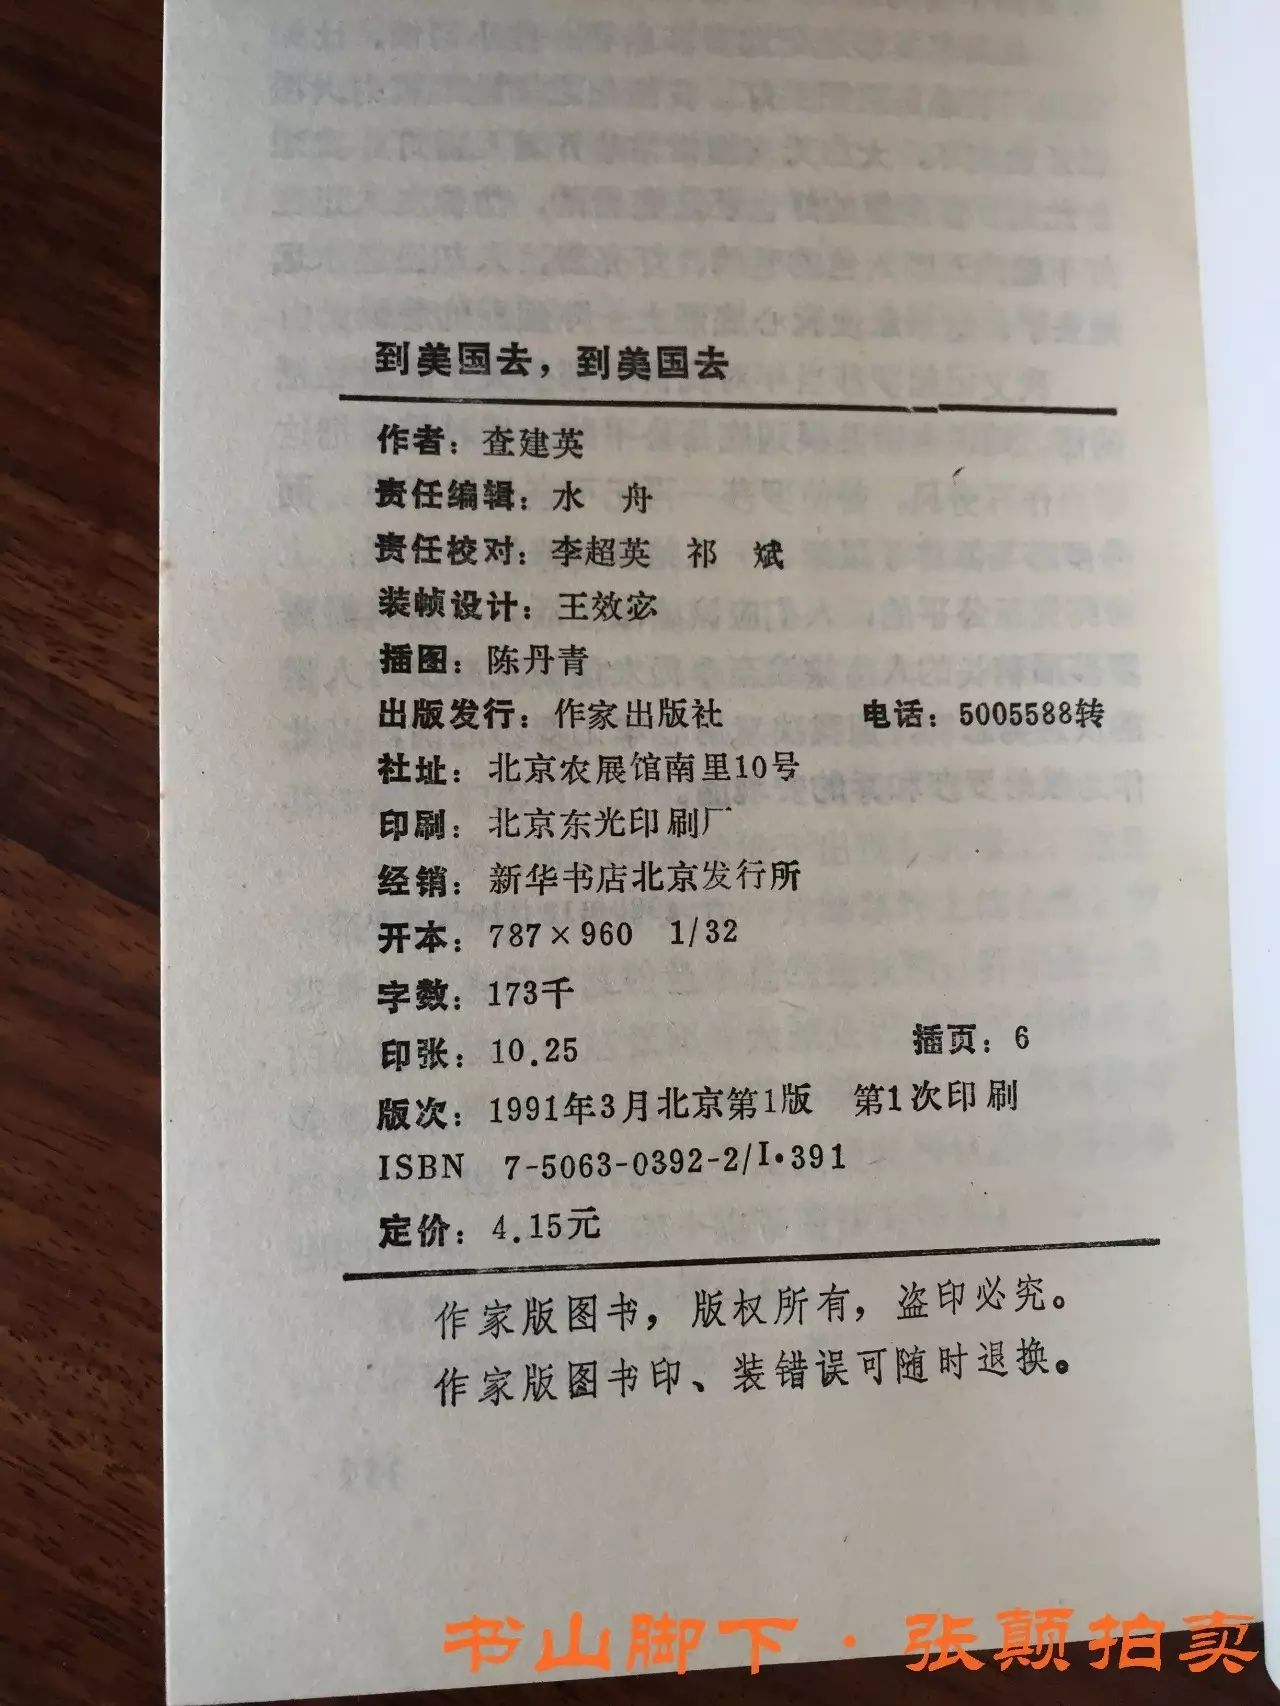 到美国去，到美国去
作者：查建英
责任编辑：水　舟
责任校对：李超英　祁　斌
装帧设计：王效宓
插图：陈丹青
出版发行：作家出版社　电话：5005588转
社址：北京农展馆南里10号
印刷：北京东光印刷厂
经销：新华书店北京发行所
开本：787×960　1/32
字数：173千
印张：10.25　插页：6
版次：1991年3月北京第1版　第1次印刷
ISBN　7-5063-0392-2/I·391
定价：4.15元
作家版图书，版权所有，盗印必究。
作家版图书印、装错误可随时退换。
书山脚下·张颠拍卖